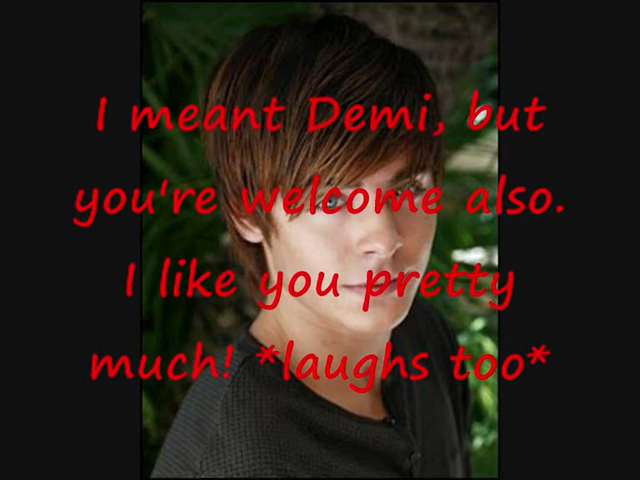 I meant Demi, but
you're welcome also.
I like you pretty
much! *laughs too*